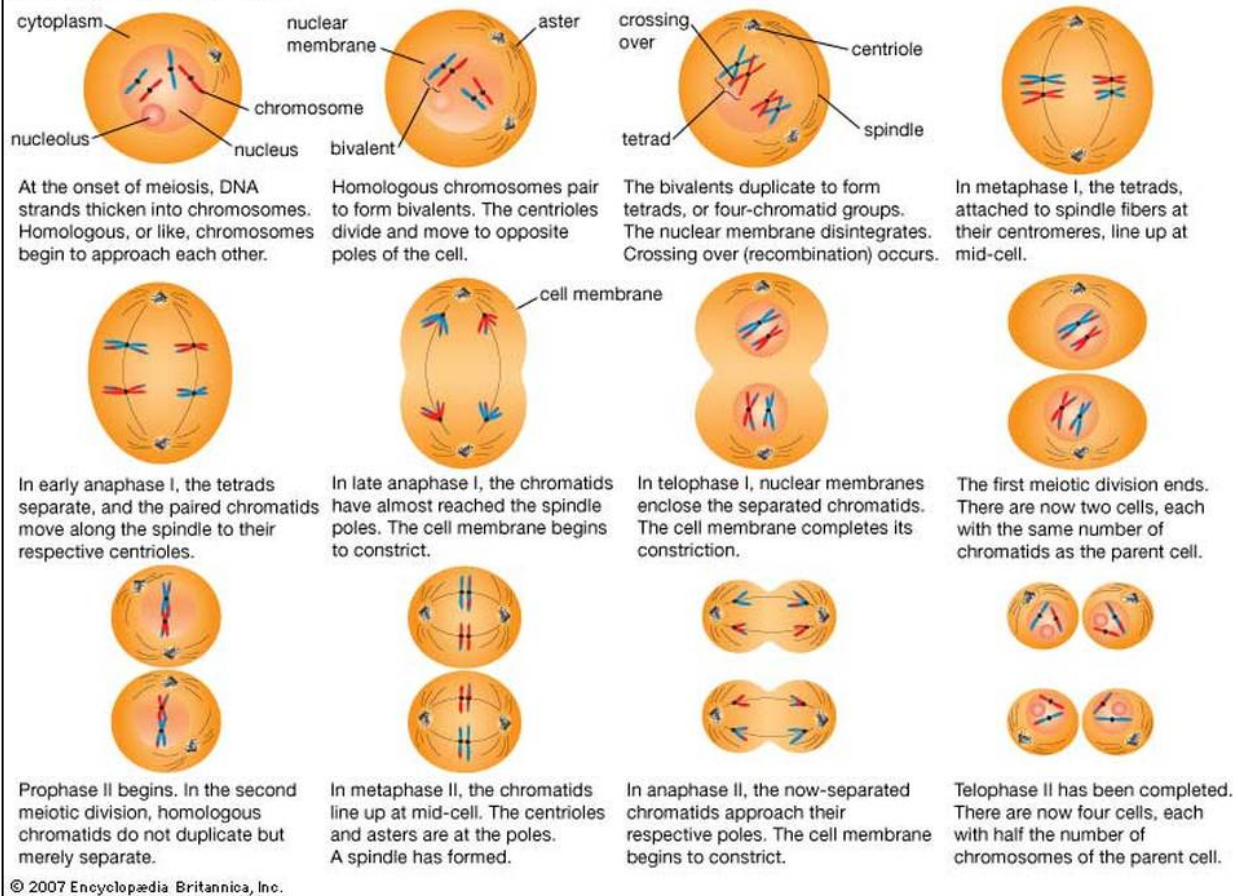 cytoplasm
nuclear
membrane
aster
crossing
over
centriole
chromosome
nucleolus
nucleus
bivalent
tetrad
spindle
At the onset of meiosis, DNA
strands thicken into chromosomes.
Homologous, or like, chromosomes
begin to approach each other.
Homologous chromosomes pair
to form bivalents. The centrioles
divide and move to opposite
poles of the cell.
The bivalents duplicate to form
tetrads, or four-chromatid groups.
The nuclear membrane disintegrates.
Crossing over (recombination) occurs.
In metaphase I, the tetrads,
attached to spindle fibers at
their centromeres, line up at
mid-cell.
cell membrane
In early anaphase I, the tetrads
separate, and the paired chromatids
move along the spindle to their
respective centrioles.
In late anaphase I, the chromatids
have almost reached the spindle
poles. The cell membrane begins
to constrict.
In telophase I, nuclear membranes
enclose the separated chromatids.
The cell membrane completes its
constriction.
The first meiotic division ends.
There are now two cells, each
with the same number of
chromatids as the parent cell.
Prophase II begins. In the second
meiotic division, homologous
chromatids do not duplicate but
merely separate.
In metaphase II, the chromatids
line up at mid-cell. The centrioles
and asters are at the poles.
A spindle has formed.
In anaphase II, the now-separated
chromatids approach their
respective poles. The cell membrane
begins to constrict.
Telophase II has been completed.
There are now four cells, each
with half the number of
chromosomes of the parent cell.
© 2007 Encyclopædia Britannica, Inc.